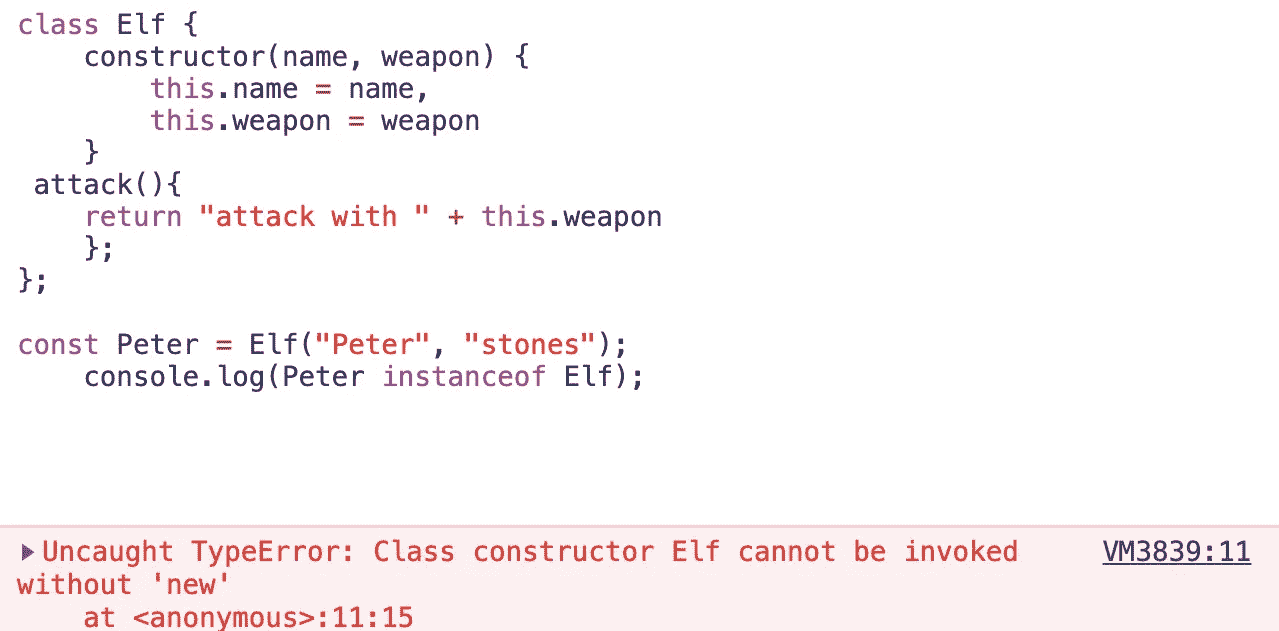 class Elf {
    constructor(name, weapon) {
        this.name = name,
        this.weapon = weapon
    }
 attack(){
    return "attack with " + this.weapon
    };
};
const Peter = Elf("Peter", "stones");
    console.log(Peter instanceof Elf);
Uncaught TypeError: Class constructor Elf cannot be invoked VM3839:11
without 'new'
    at <anonymous>:11:15